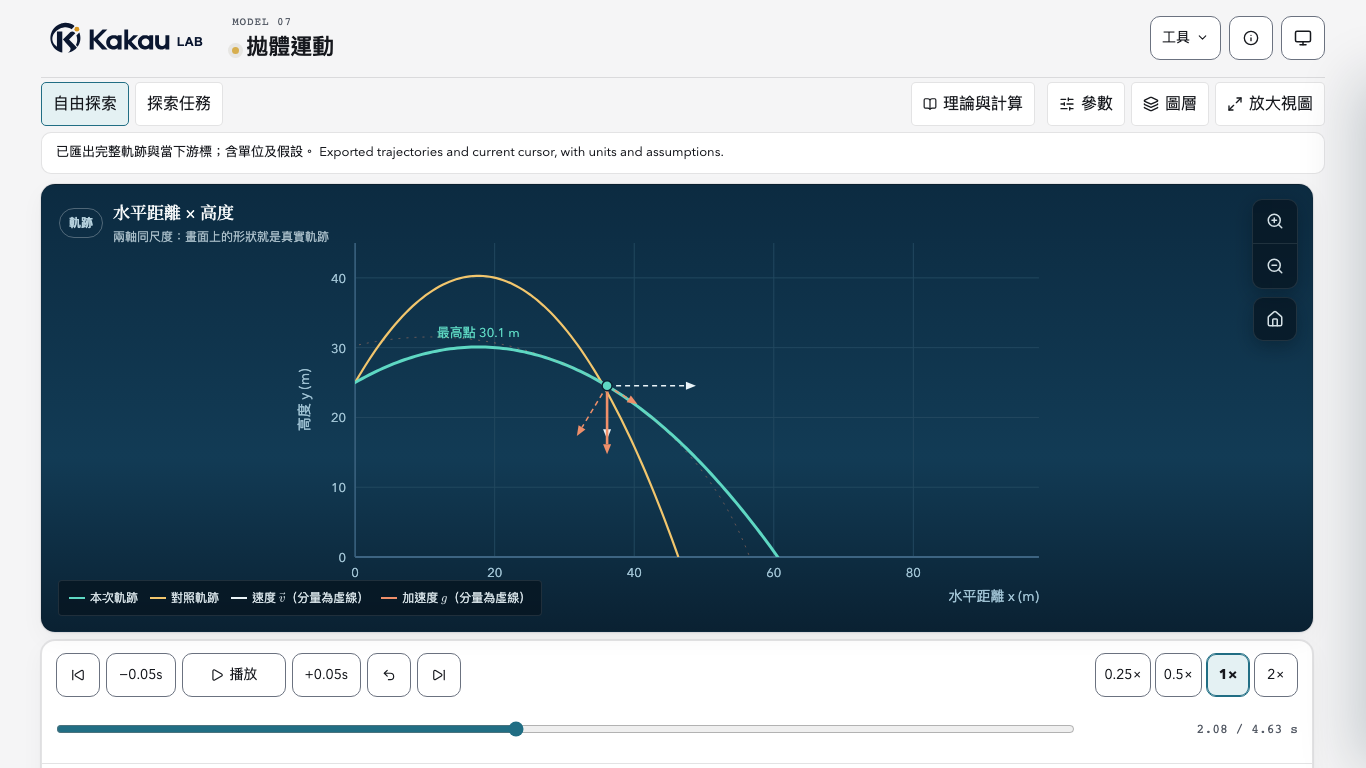 Kakau LAB
MODEL 07
拋體運動
工具
自由探索
探索任務
理論與計算
參數
圖層
放大視圖
已匯出完整軌跡與當下游標；含單位及假設。 Exported trajectories and current cursor, with units and assumptions.
軌跡
水平距離 × 高度
兩軸同尺度：畫面上的形狀就是真實軌跡
40
30
20
10
0
高度 y (m)
最高點 30.1 m
0
20
40
60
80
水平距離 x (m)
本次軌跡
對照軌跡
速度 v⃗（分量為虛線）
加速度 g（分量為虛線）
−0.05s
播放
+0.05s
0.25×
0.5×
1×
2×
2.08 / 4.63 s